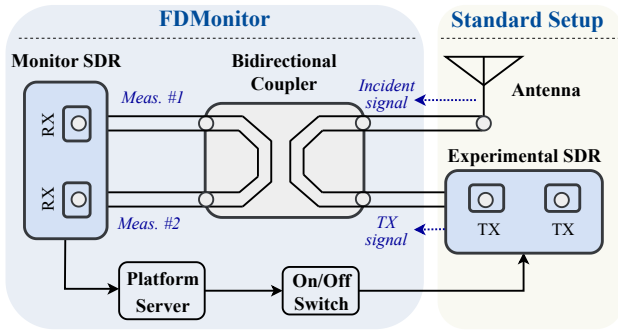 FDMonitor
Standard Setup
Monitor SDR
Bidirectional
Coupler
Meas. #1
Incident
signal
Antenna
RX
RX
Meas. #2
Experimental SDR
TX
TX
TX
signal
Platform
Server
On/Off
Switch